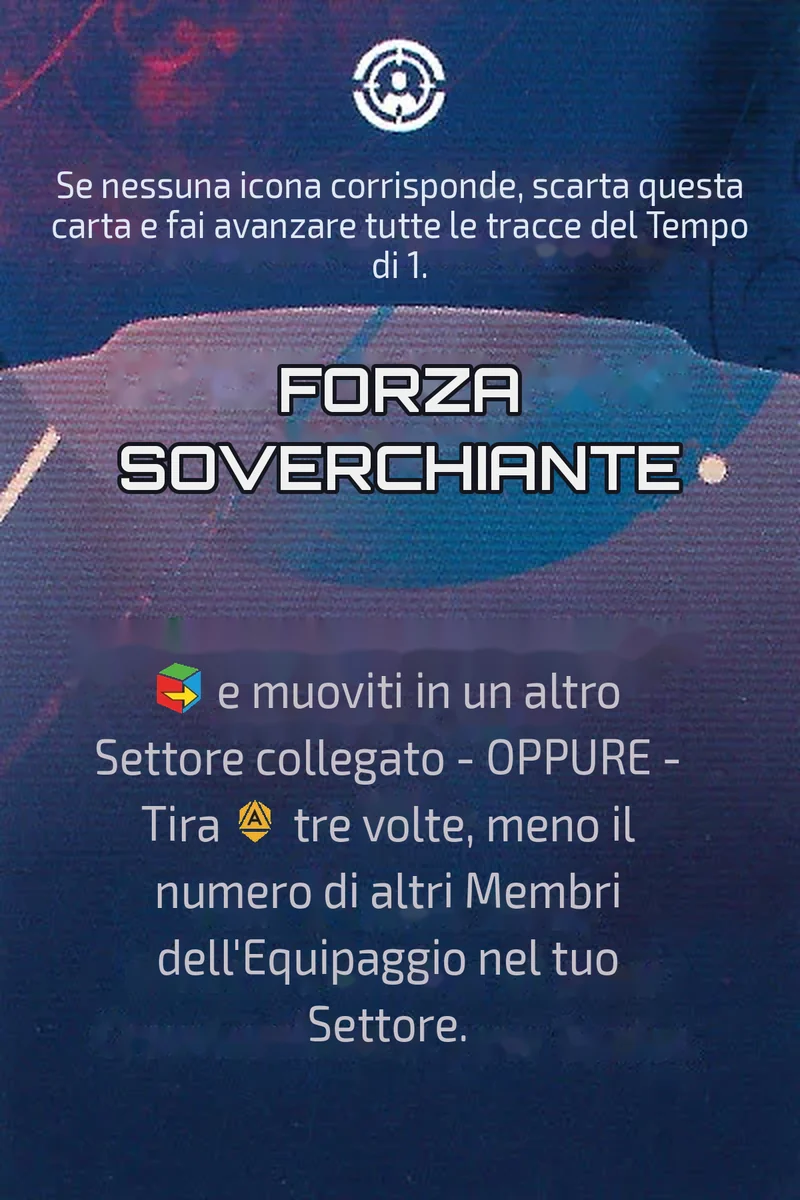 Se nessuna icona corrisponde, scarta questa
carta e fai avanzare tutte le tracce del Tempo
di 1.
FORZA
SOVERCHIANTE
e muoviti in un altro
Settore collegato - OPPURE -
Tira A tre volte, meno il
numero di altri Membri
dell'Equipaggio nel tuo
Settore.